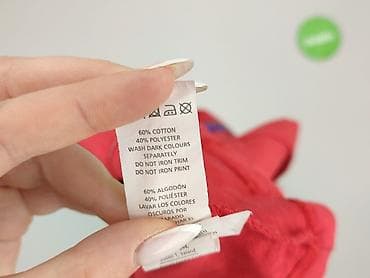 60% COTTON
40% POLYESTER
WASH DARK COLOURS
SEPARATELY
DO NOT IRON TRIM
DO NOT IRON PRINT
60% ALGODÓN
40% POLIESTER
LAVAR LOS COLORES
OSCUROS POR